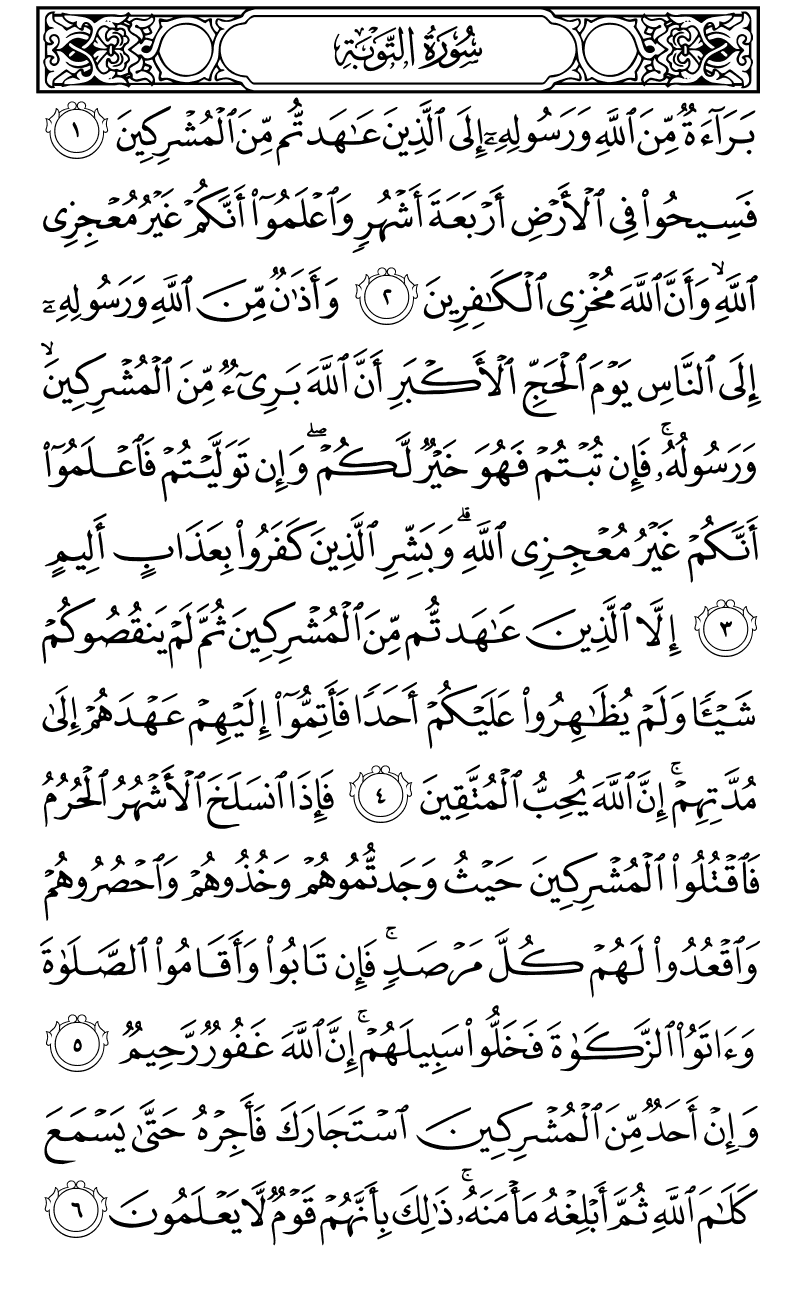 سُورَةُ التَّوْبَةِ
بَرَآءَةٌ مِّنَ ٱللَّهِ وَرَسُولِهِۦٓ إِلَى ٱلَّذِينَ عَٰهَدتُّم مِّنَ ٱلْمُشْرِكِينَ ١
فَسِيحُوا۟ فِى ٱلْأَرْضِ أَرْبَعَةَ أَشْهُرٍ وَٱعْلَمُوٓا۟ أَنَّكُمْ غَيْرُ مُعْجِزِى
ٱللَّهِ ۙ وَأَنَّ ٱللَّهَ مُخْزِى ٱلْكَٰفِرِينَ ٢ وَأَذَٰنٌ مِّنَ ٱللَّهِ وَرَسُولِهِۦٓ
إِلَى ٱلنَّاسِ يَوْمَ ٱلْحَجِّ ٱلْأَكْبَرِ أَنَّ ٱللَّهَ بَرِىٓءٌ مِّنَ ٱلْمُشْرِكِينَ ۙ
وَرَسُولُهُۥ ۚ فَإِن تُبْتُمْ فَهُوَ خَيْرٌ لَّكُمْ ۖ وَإِن تَوَلَّيْتُمْ فَٱعْلَمُوٓا۟
أَنَّكُمْ غَيْرُ مُعْجِزِى ٱللَّهِ ۗ وَبَشِّرِ ٱلَّذِينَ كَفَرُوا۟ بِعَذَابٍ أَلِيمٍ
٣ إِلَّا ٱلَّذِينَ عَٰهَدتُّم مِّنَ ٱلْمُشْرِكِينَ ثُمَّ لَمْ يَنقُصُوكُمْ
شَيْـًٔا وَلَمْ يُظَٰهِرُوا۟ عَلَيْكُمْ أَحَدًا فَأَتِمُّوٓا۟ إِلَيْهِمْ عَهْدَهُمْ إِلَىٰ
مُدَّتِهِمْ ۚ إِنَّ ٱللَّهَ يُحِبُّ ٱلْمُتَّقِينَ ٤ فَإِذَا ٱنسَلَخَ ٱلْأَشْهُرُ ٱلْحُرُمُ
فَٱقْتُلُوا۟ ٱلْمُشْرِكِينَ حَيْثُ وَجَدتُّمُوهُمْ وَخُذُوهُمْ وَٱحْصُرُوهُمْ
وَٱقْعُدُوا۟ لَهُمْ كُلَّ مَرْصَدٍ ۚ فَإِن تَابُوا۟ وَأَقَامُوا۟ ٱلصَّلَوٰةَ
وَءَاتَوُا۟ ٱلزَّكَوٰةَ فَخَلُّوا۟ سَبِيلَهُمْ ۚ إِنَّ ٱللَّهَ غَفُورٌ رَّحِيمٌ ٥
وَإِنْ أَحَدٌ مِّنَ ٱلْمُشْرِكِينَ ٱسْتَجَارَكَ فَأَجِرْهُ حَتَّىٰ يَسْمَعَ
كَلَٰمَ ٱللَّهِ ثُمَّ أَبْلِغْهُ مَأْمَنَهُۥ ۚ ذَٰلِكَ بِأَنَّهُمْ قَوْمٌ لَّا يَعْلَمُونَ ٦